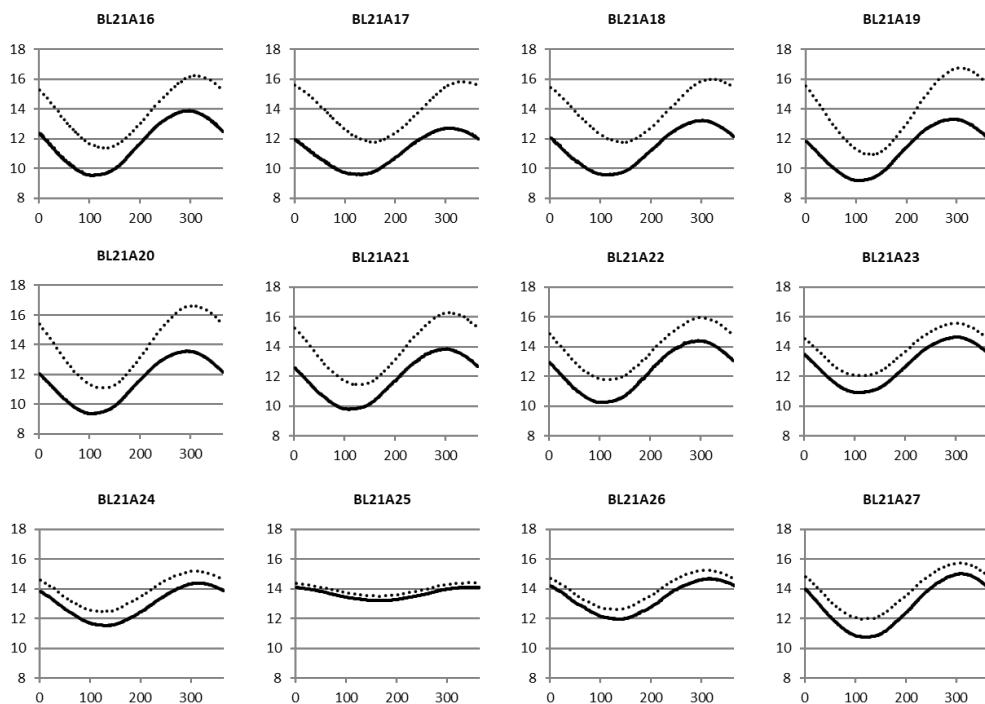 BL21A16 BL21A17 BL21A18 BL21A19
18 18 18 18
16 16 16 16
14 14 14 14
12 12 12 12
10 10 10 10
8 8 8 8
0 100 200 300 0 100 200 300 0 100 200 300 0 100 200 300
BL21A20 BL21A21 BL21A22 BL21A23
18 18 18 18
16 16 16 16
14 14 14 14
12 12 12 12
10 10 10 10
8 8 8 8
0 100 200 300 0 100 200 300 0 100 200 300 0 100 200 300
BL21A24 BL21A25 BL21A26 BL21A27
18 18 18 18
16 16 16 16
14 14 14 14
12 12 12 12
10 10 10 10
8 8 8 8
0 100 200 300 0 100 200 300 0 100 200 300 0 100 200 300